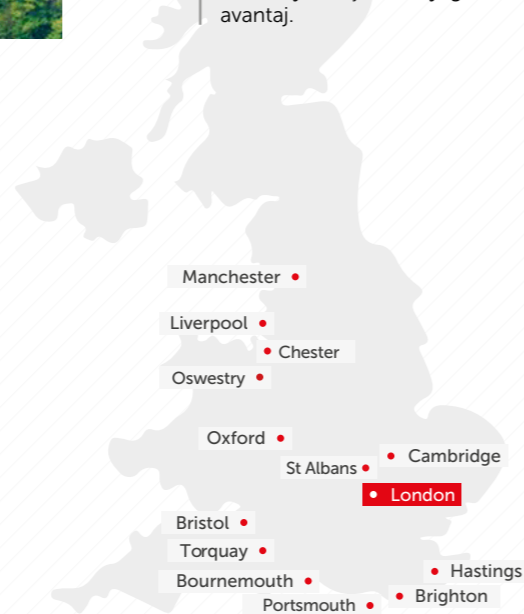 avantaj.
Manchester
Liverpool
Chester
Oswestry
Oxford
Cambridge
St Albans
London
Bristol
Torquay
Hastings
Bournemouth
Brighton
Portsmouth